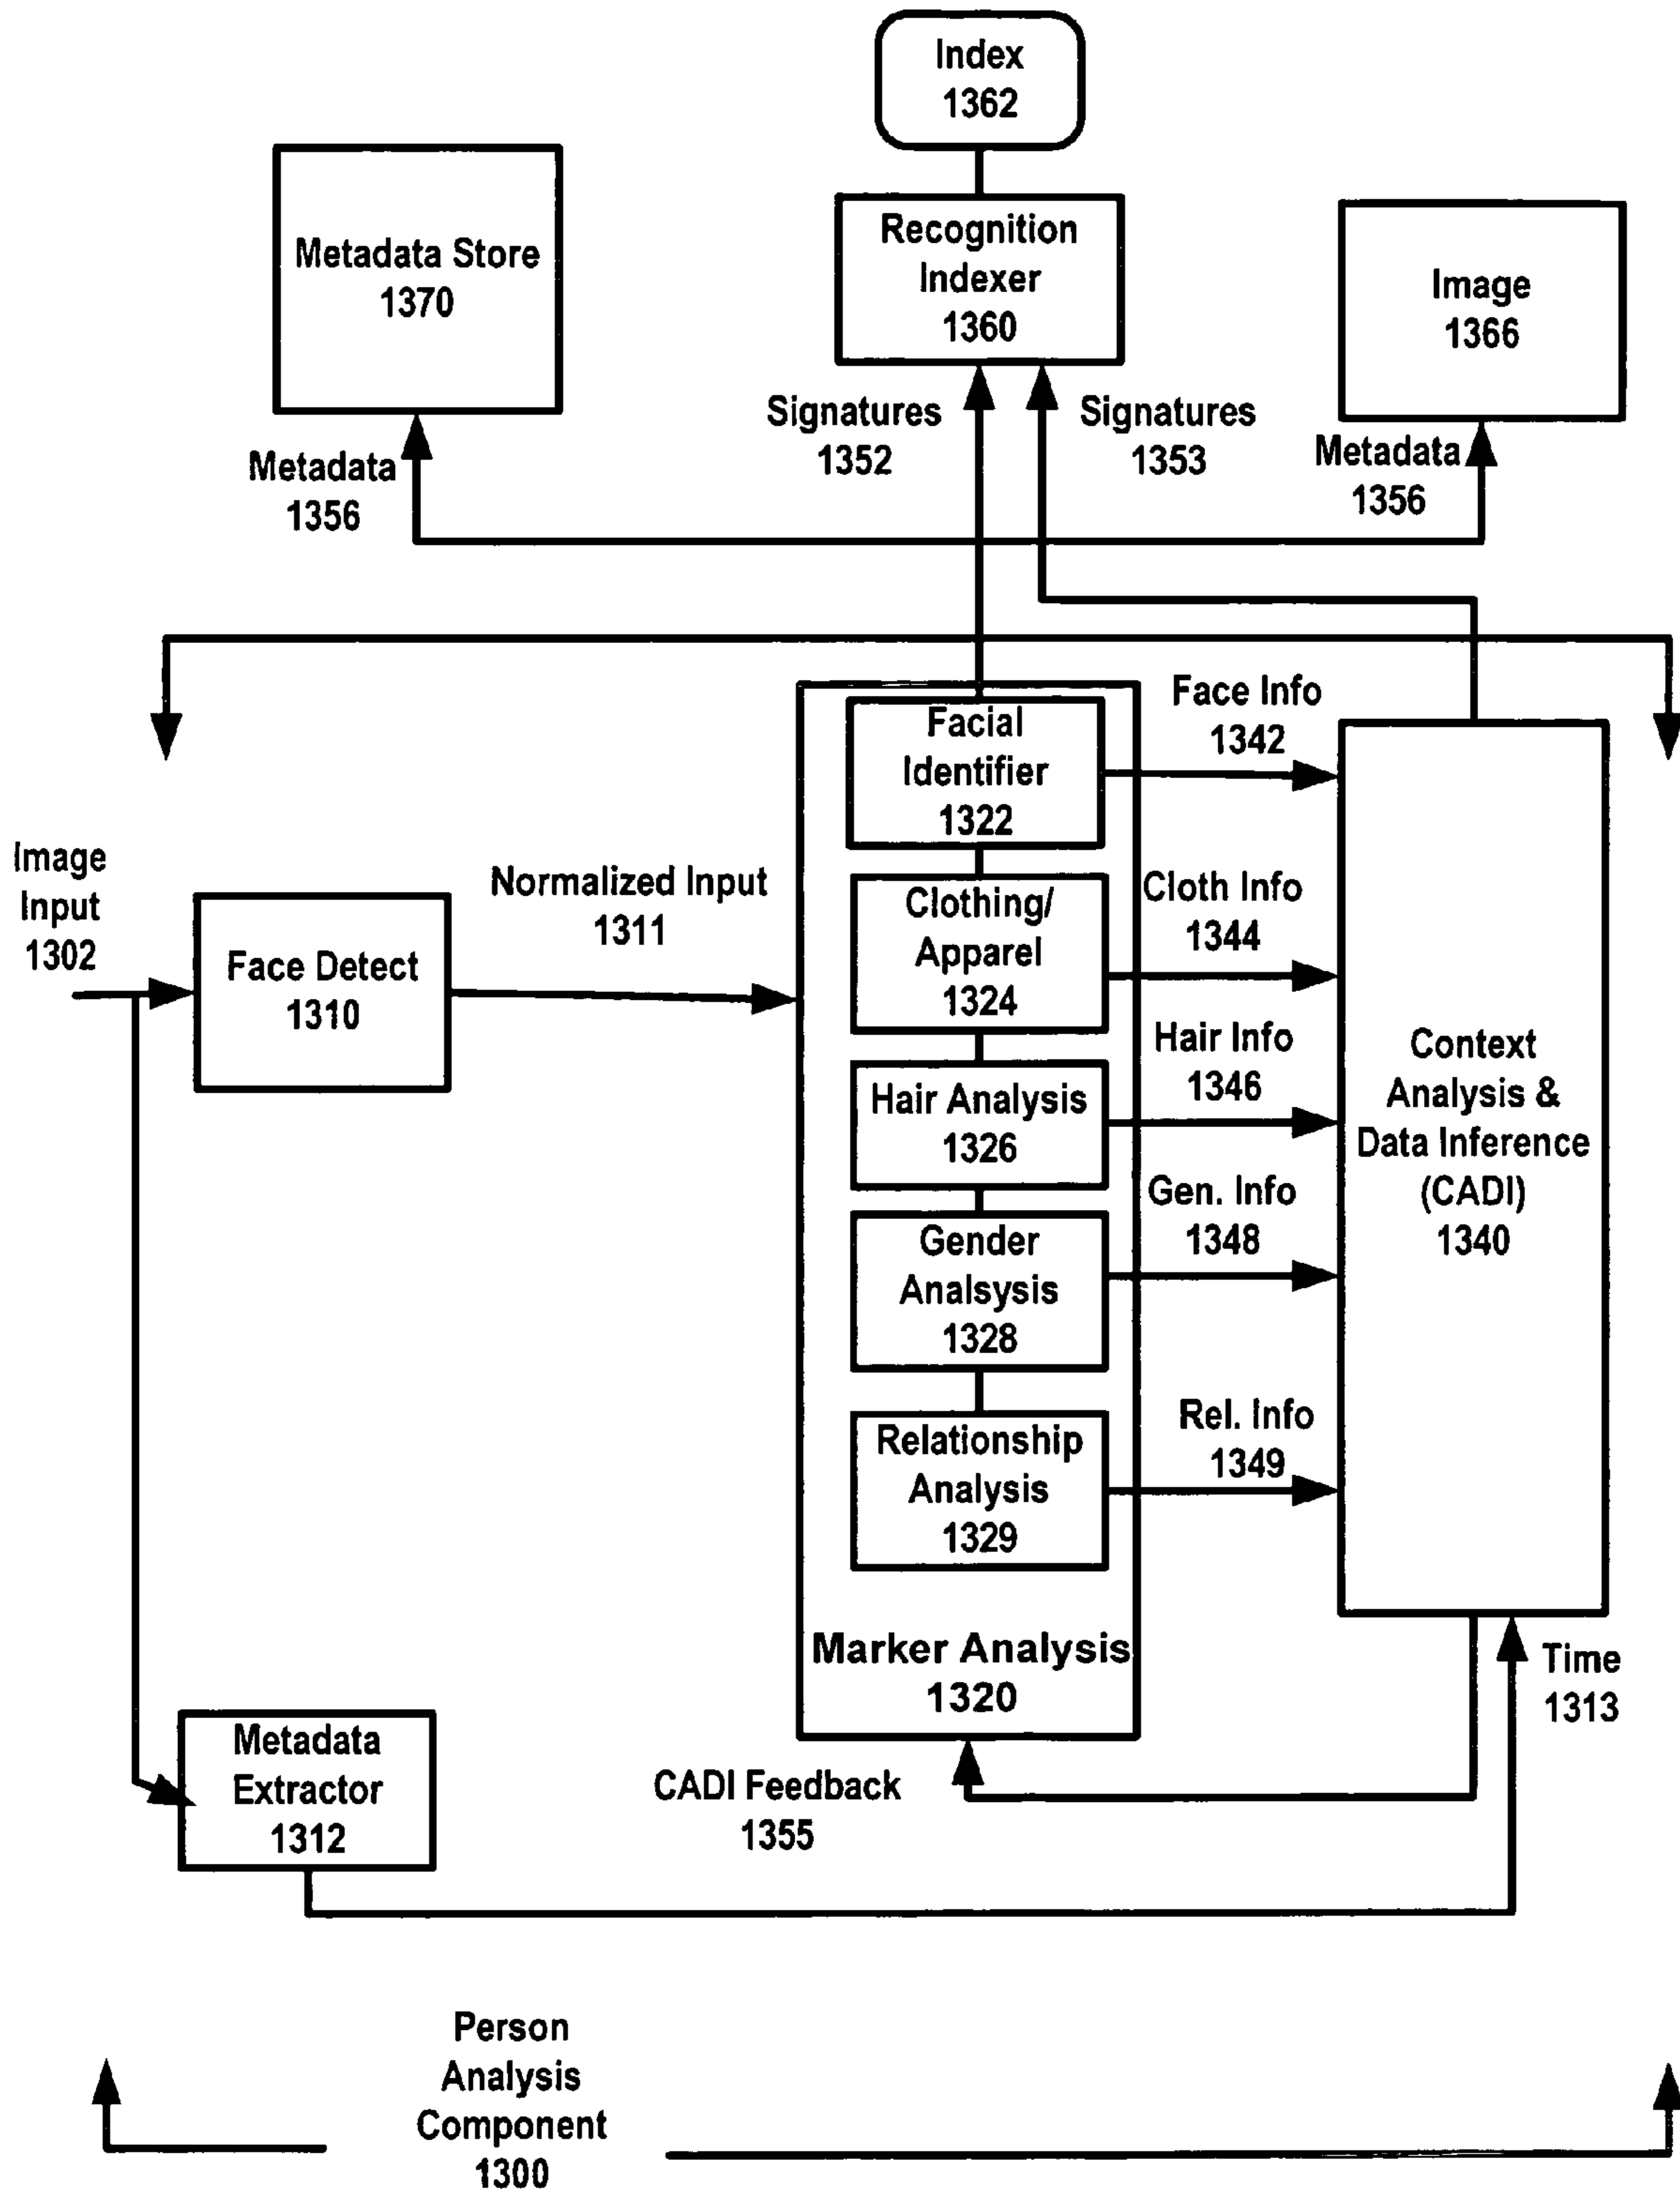 Index
1362
Metadata Store
1370
Recognition
Indexer
1360
Image
1366
Signatures
1352
Signatures
1353
Metadata
1356
Metadata
1356
Face Info
1342
Facial
Identifier
1322
Image
Input
1302
Face Detect
1310
Normalized Input
1311
Clothing/
Apparel
1324
Cloth Info
1344
Hair Analysis
1326
Hair Info
1346
Context
Analysis &
Data Inference
(CADI)
1340
Gender
Analsysis
1328
Gen. Info
1348
Relationship
Analysis
1329
Rel. Info
1349
Marker Analysis
1320
Time
1313
Metadata
Extractor
1312
CADI Feedback
1355
Person
Analysis
Component
1300